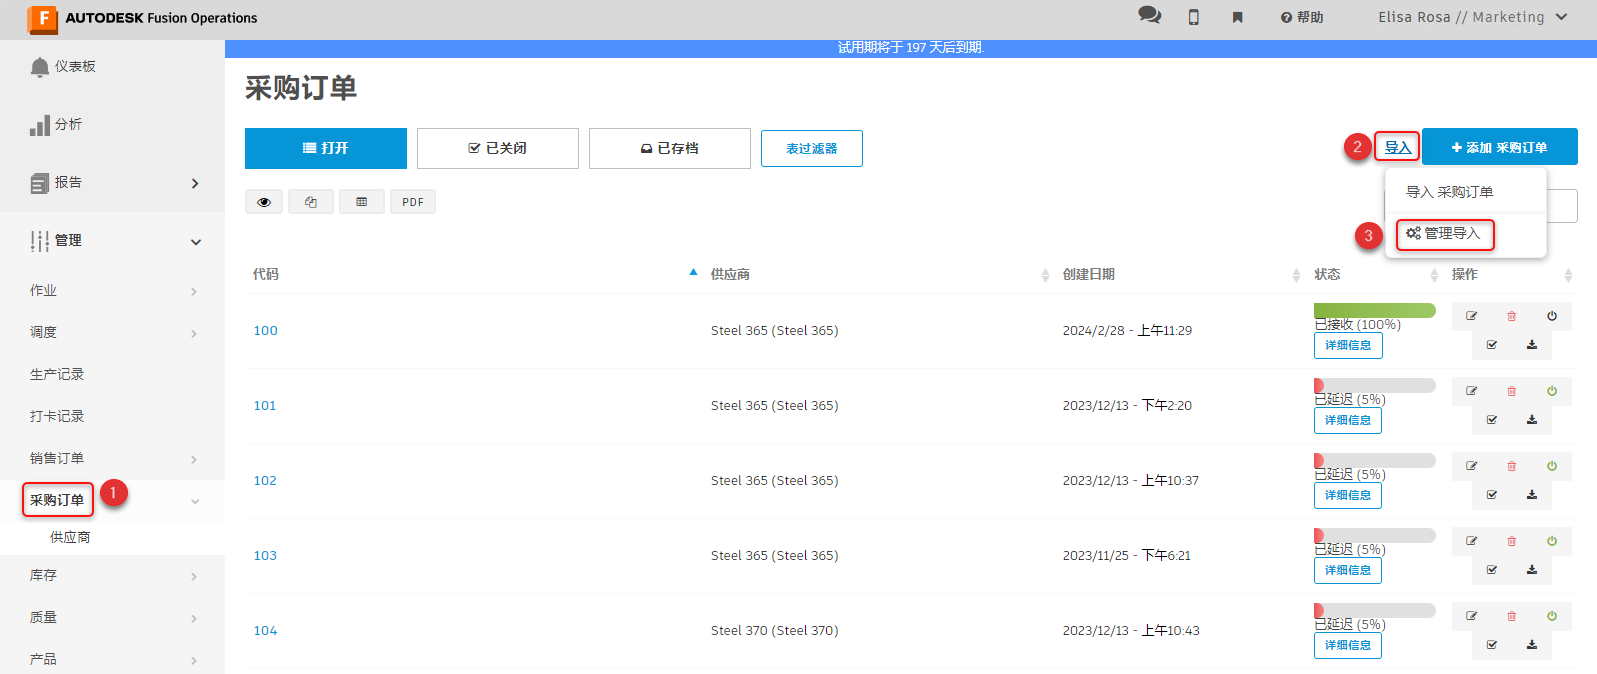 AUTODESK Fusion Operations
帮助
Elisa Rosa // Marketing
试用期将于 197 天后到期.
仪表板
分析
报告
管理
作业
调度
生产记录
打卡记录
销售订单
采购订单 1
供应商
库存
质量
产品
采购订单
打开 已关闭 已存档 表过滤器
2 导入 添加 采购订单
导入 采购订单
3 管理导入
PDF
代码 供应商 创建日期 状态 操作
100 Steel 365 (Steel 365) 2024/2/28 - 上午11:29 已接收 (100%)
详细信息
101 Steel 365 (Steel 365) 2023/12/13 - 下午2:20 已延迟 (5%)
详细信息
102 Steel 365 (Steel 365) 2023/12/13 - 上午10:37 已延迟 (5%)
详细信息
103 Steel 365 (Steel 365) 2023/11/25 - 下午6:21 已延迟 (5%)
详细信息
104 Steel 370 (Steel 370) 2023/12/13 - 上午10:43 已延迟 (5%)
详细信息